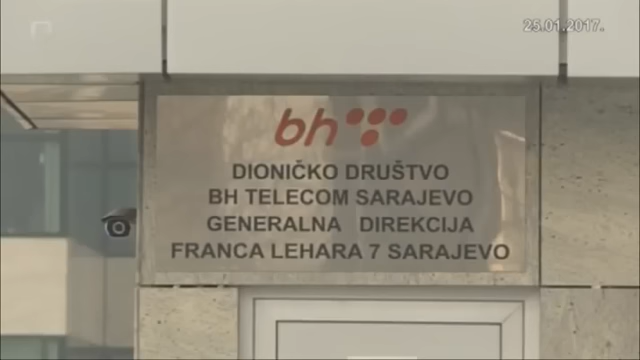 25.01.2017.
bh
DIONIČKO DRUŠTVO
BH TELECOM SARAJEVO
GENERALNA DIREKCIJA
FRANCA LEHARA 7 SARAJEVO